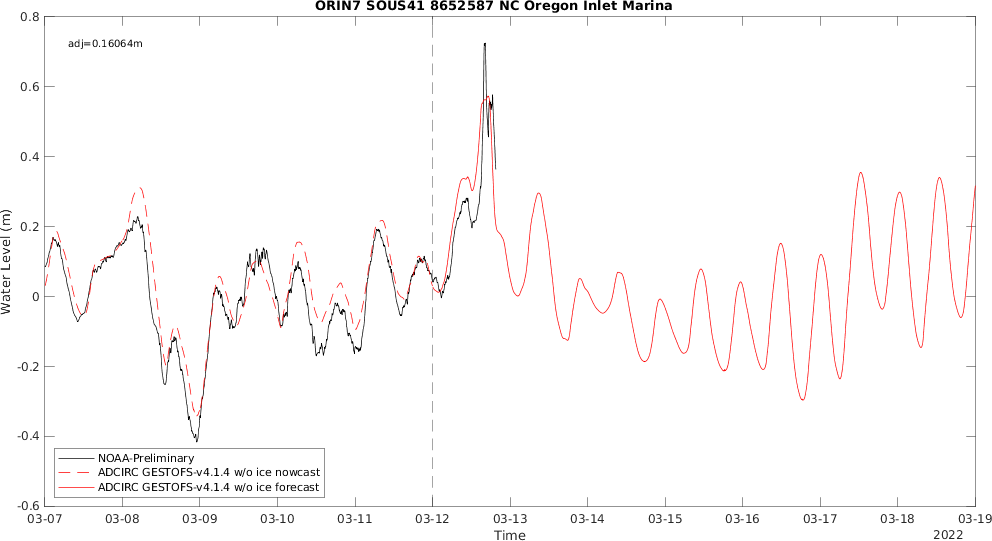 ORIN7 SOUS41 8652587 NC Oregon Inlet Marina
adj=0.16064m
0.8
0.6
0.4
0.2
0
-0.2
-0.4
-0.6
Water Level (m)
NOAA-Preliminary
ADCIRC GESTOFS-v4.1.4 w/o ice nowcast
ADCIRC GESTOFS-v4.1.4 w/o ice forecast
03-07 03-08 03-09 03-10 03-11 03-12 03-13 03-14 03-15 03-16 03-17 03-18 03-19
Time
2022